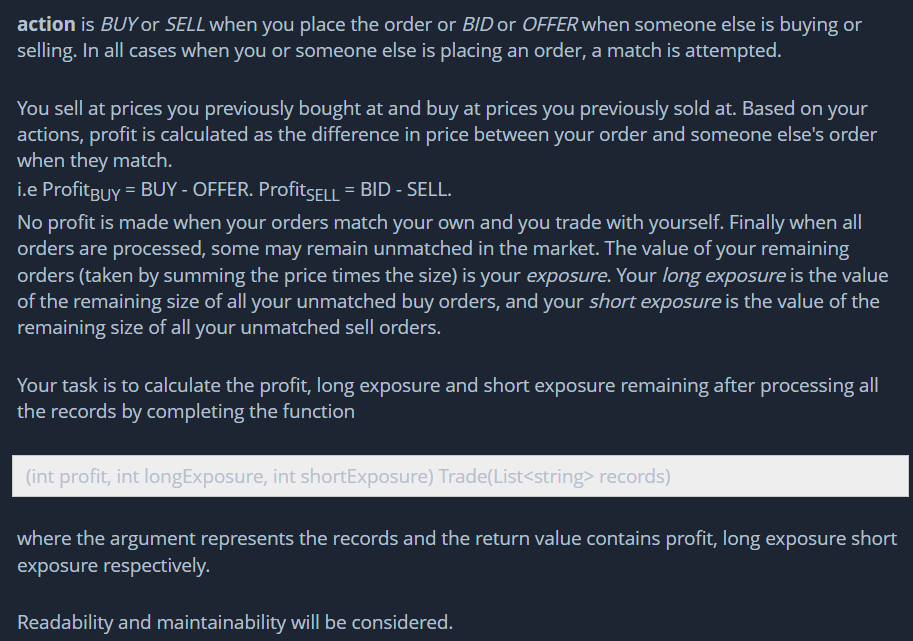 action is BUY or SELL when you place the order or BID or OFFER when someone else is buying or
selling. In all cases when you or someone else is placing an order, a match is attempted.
You sell at prices you previously bought at and buy at prices you previously sold at. Based on your
actions, profit is calculated as the difference in price between your order and someone else's order
when they match.
i.e ProfitBUY = BUY - OFFER. ProfitSELL = BID - SELL.
No profit is made when your orders match your own and you trade with yourself. Finally when all
orders are processed, some may remain unmatched in the market. The value of your remaining
orders (taken by summing the price times the size) is your exposure. Your long exposure is the value
of the remaining size of all your unmatched buy orders, and your short exposure is the value of the
remaining size of all your unmatched sell orders.
Your task is to calculate the profit, long exposure and short exposure remaining after processing all
the records by completing the function
(int profit, int longExposure, int shortExposure) Trade(List<string> records)
where the argument represents the records and the return value contains profit, long exposure short
exposure respectively.
Readability and maintainability will be considered.